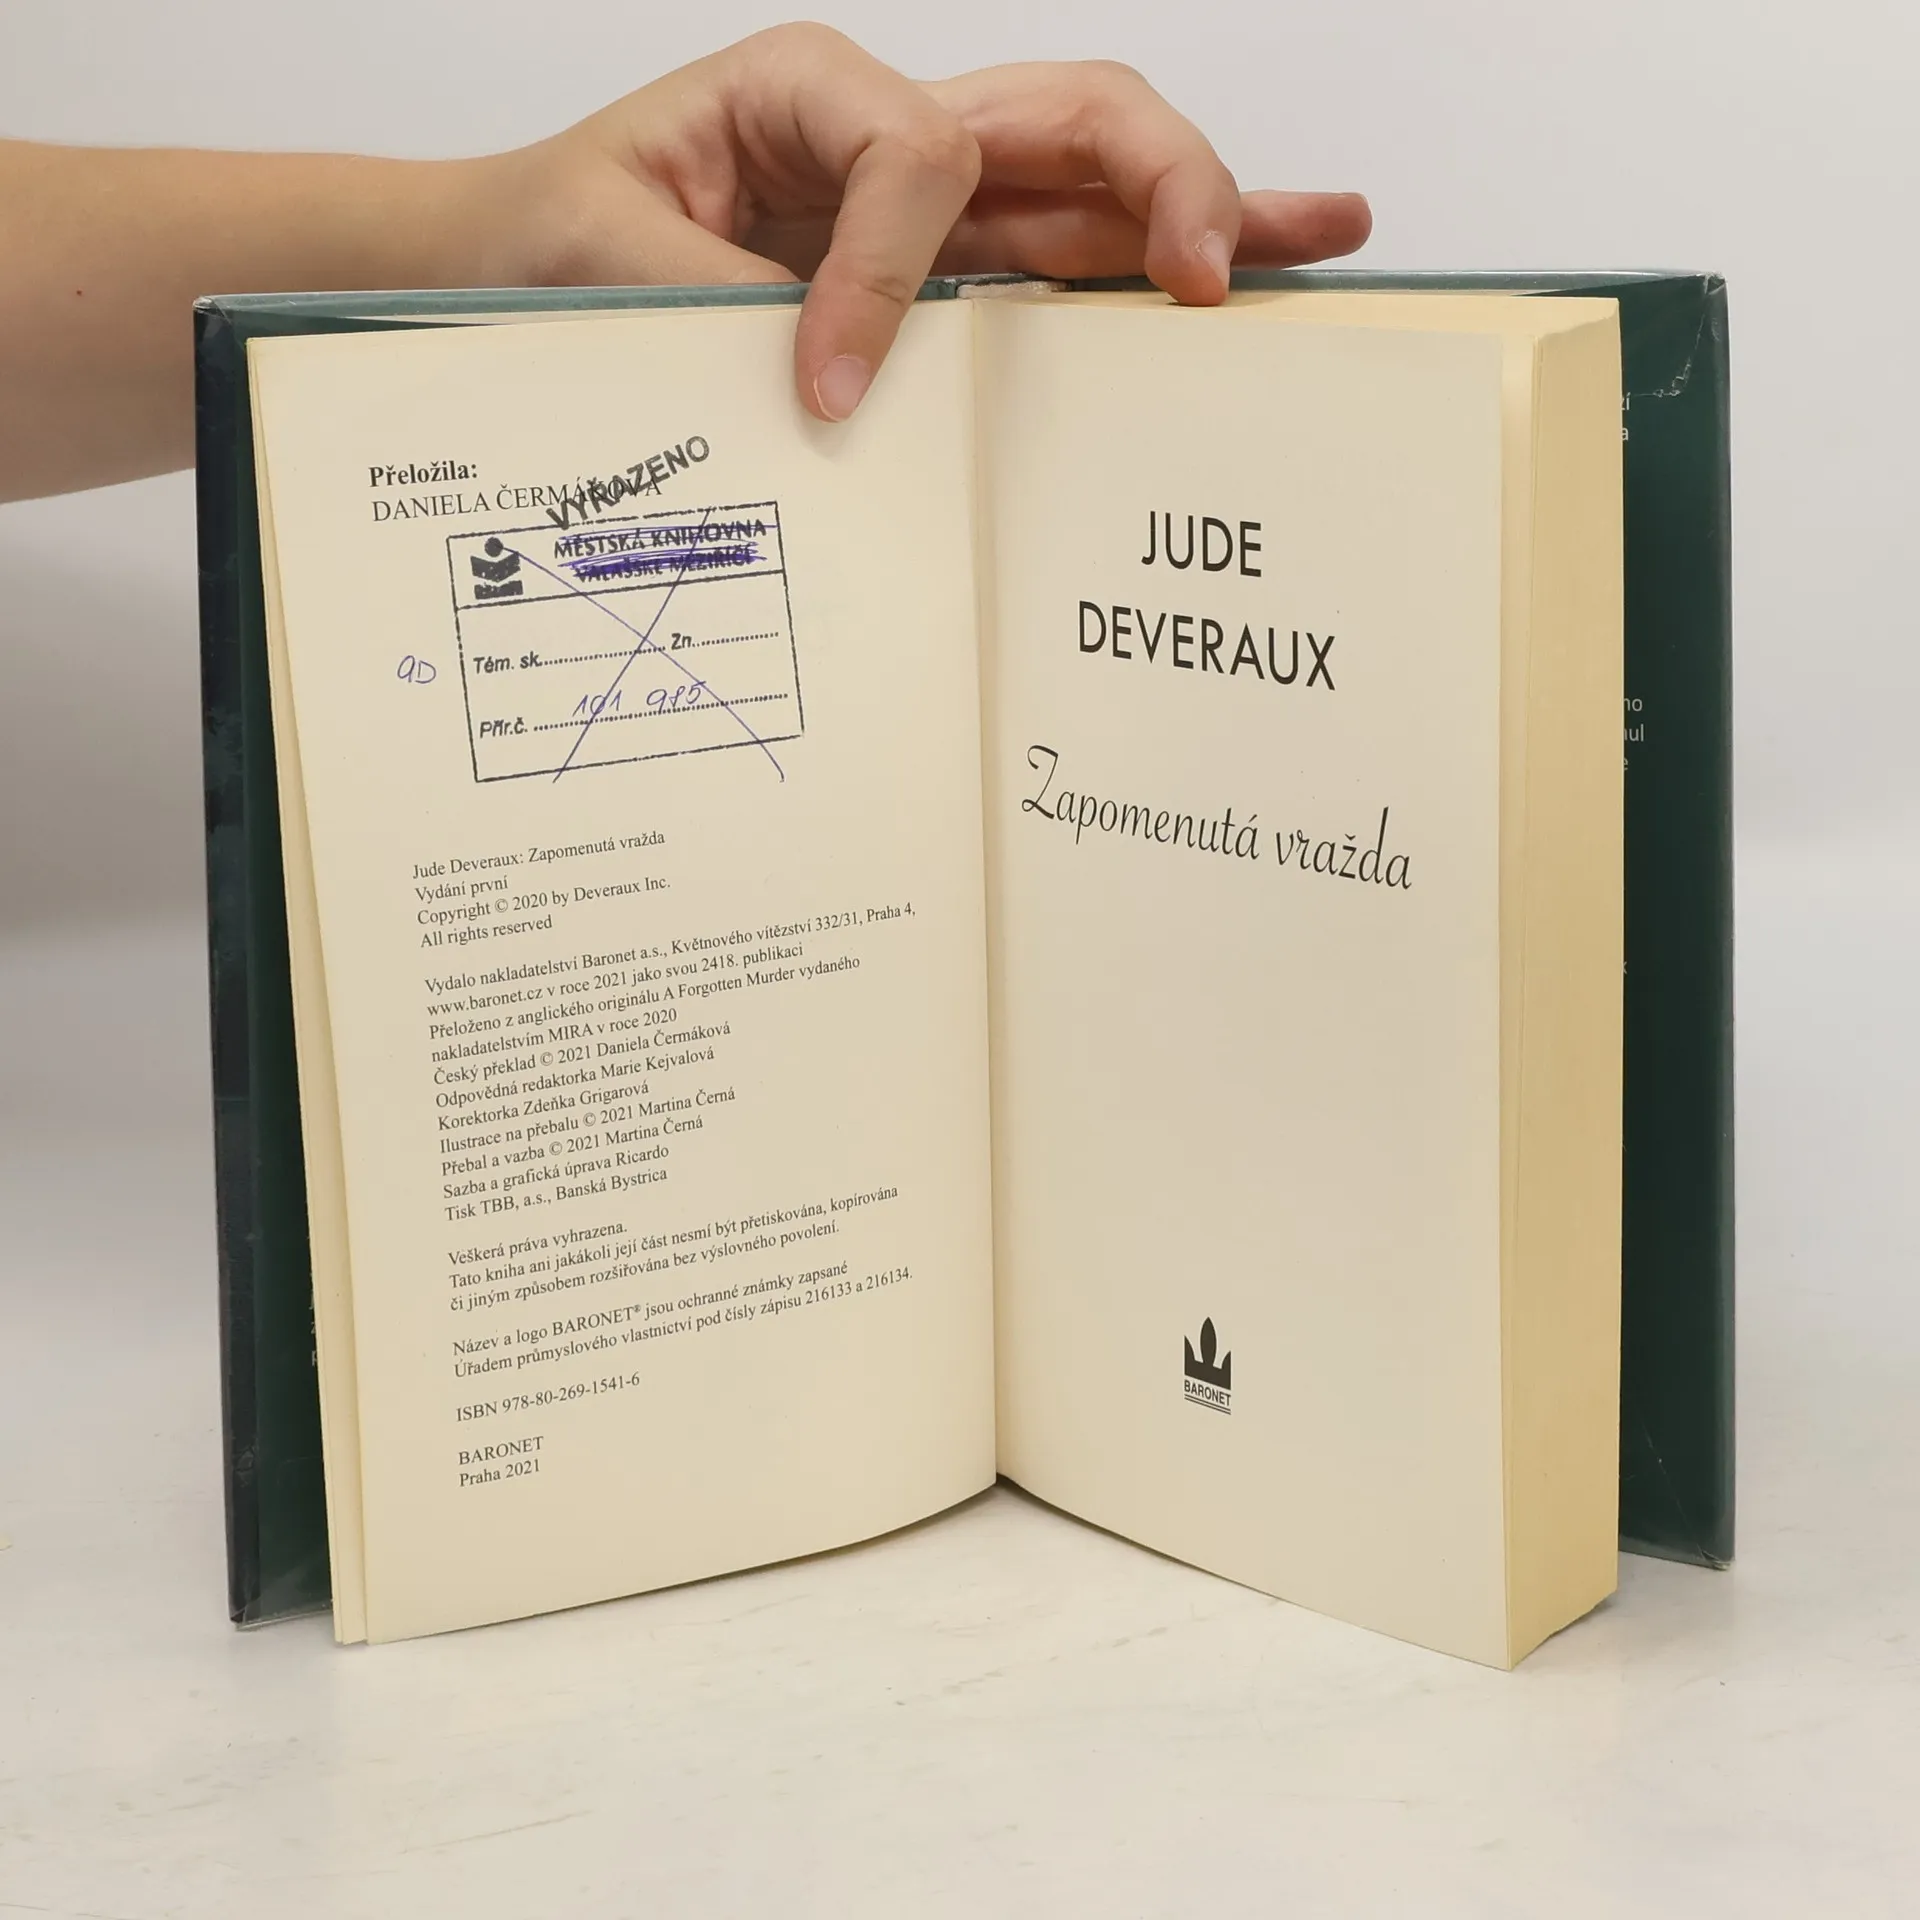 Přeložila:
DANIELA ČERMÁKOVÁ
VYŘAZENO
MĚSTSKÁ KNIHOVNA
VALAŠSKÉ MEZIŘÍČÍ
Tém. sk. Zn.
9D
Přír.č. 101 985
Jude Deveraux: Zapomenutá vražda
Vydání první
Copyright © 2020 by Deveraux Inc.
All rights reserved
Vydalo nakladatelství Baronet a.s., Květnového vítězství 332/31, Praha 4,
www.baronet.cz v roce 2021 jako svou 2418. publikaci
Přeloženo z anglického originálu A Forgotten Murder vydaného
nakladatelstvím MIRA v roce 2020
Český překlad © 2021 Daniela Čermáková
Odpovědná redaktorka Marie Kejvalová
Korektorka Zdeňka Grigarová
Ilustrace na přebalu © 2021 Martina Černá
Přebal a vazba © 2021 Martina Černá
Sazba a grafická úprava Ricardo
Tisk TBB, a.s., Banská Bystrica
Veškerá práva vyhrazena.
Tato kniha ani jakákoli její část nesmí být přetiskována, kopírována
či jiným způsobem rozšiřována bez výslovného povolení.
Název a logo BARONET® jsou ochranné známky zapsané
Úřadem průmyslového vlastnictví pod čísly zápisu 216133 a 216134.
ISBN 978-80-269-1541-6
BARONET
Praha 2021
JUDE
DEVERAUX
Zapomenutá vražda
BARONET